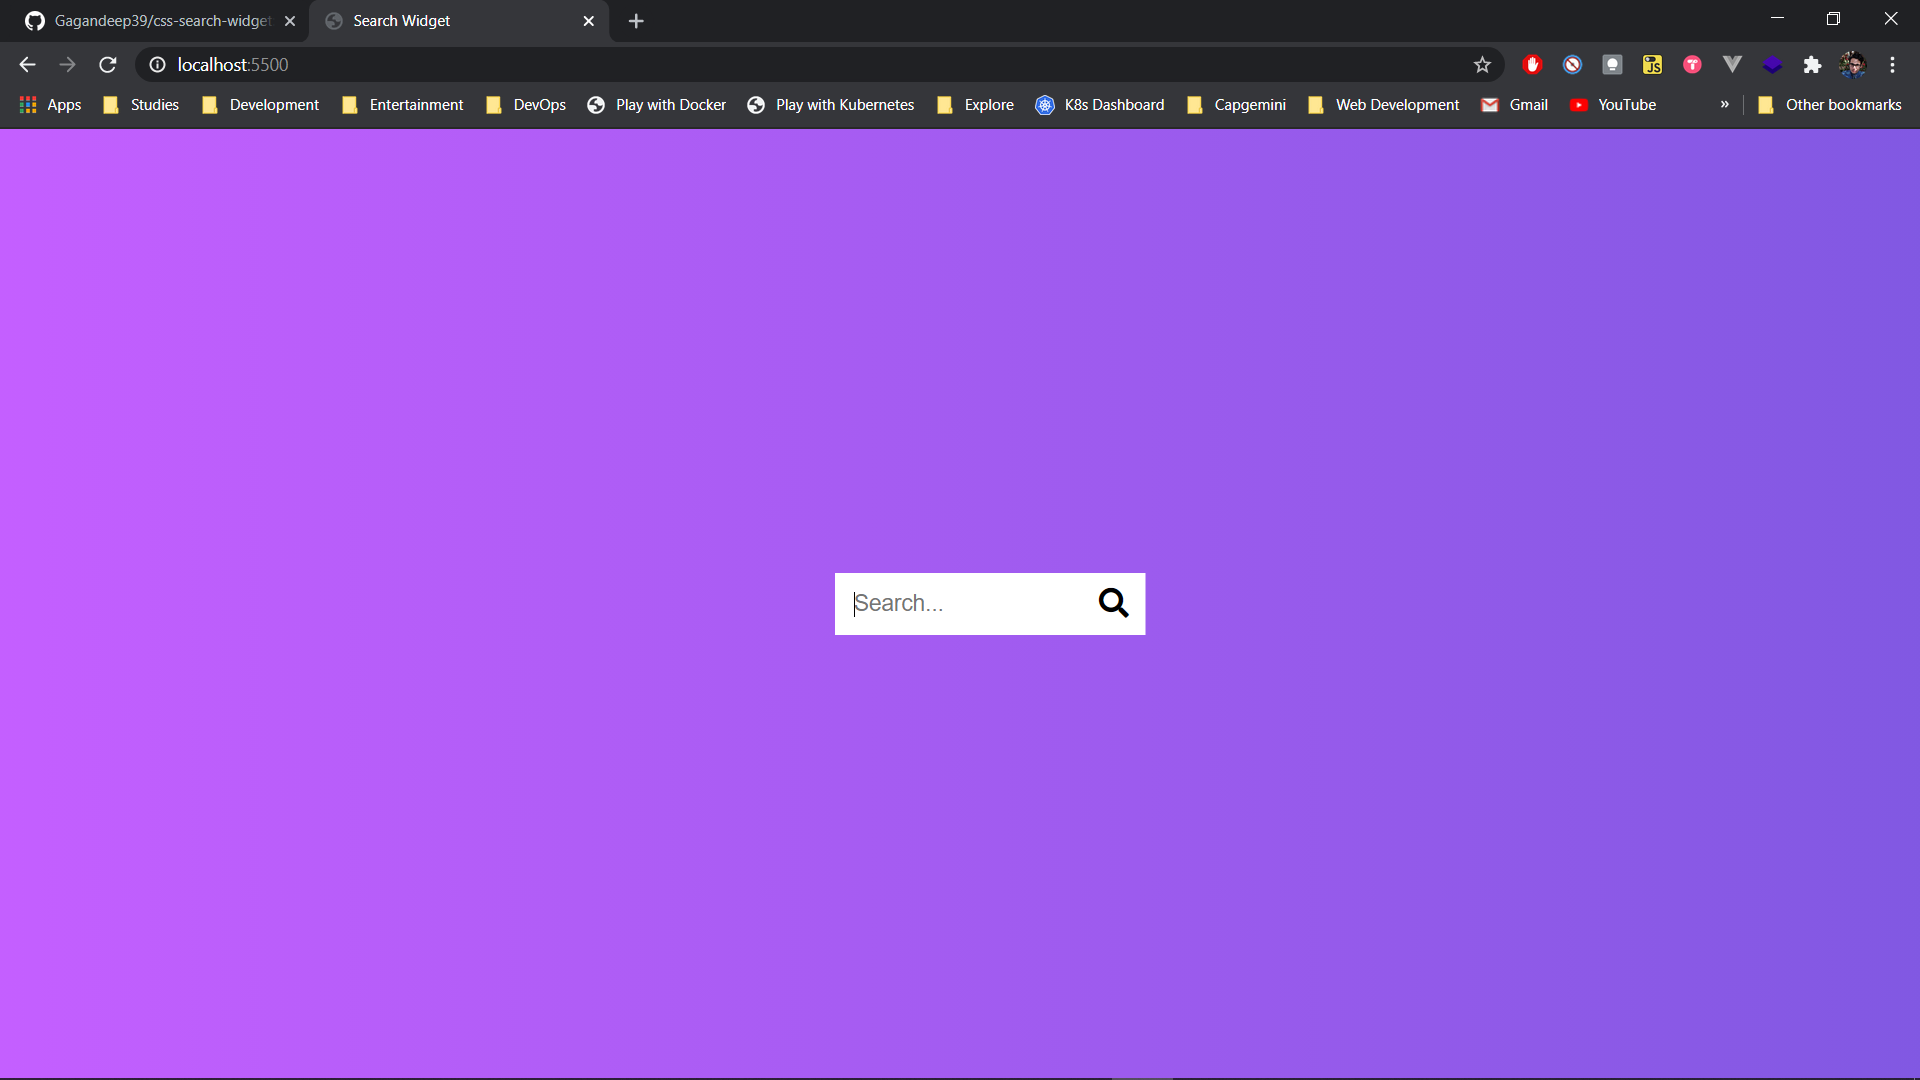 Gagandeep39/css-search-widget
Search Widget
localhost:5500
Apps Studies Development Entertainment DevOps Play with Docker Play with Kubernetes Explore K8s Dashboard Capgemini Web Development Gmail YouTube » Other bookmarks
Search...